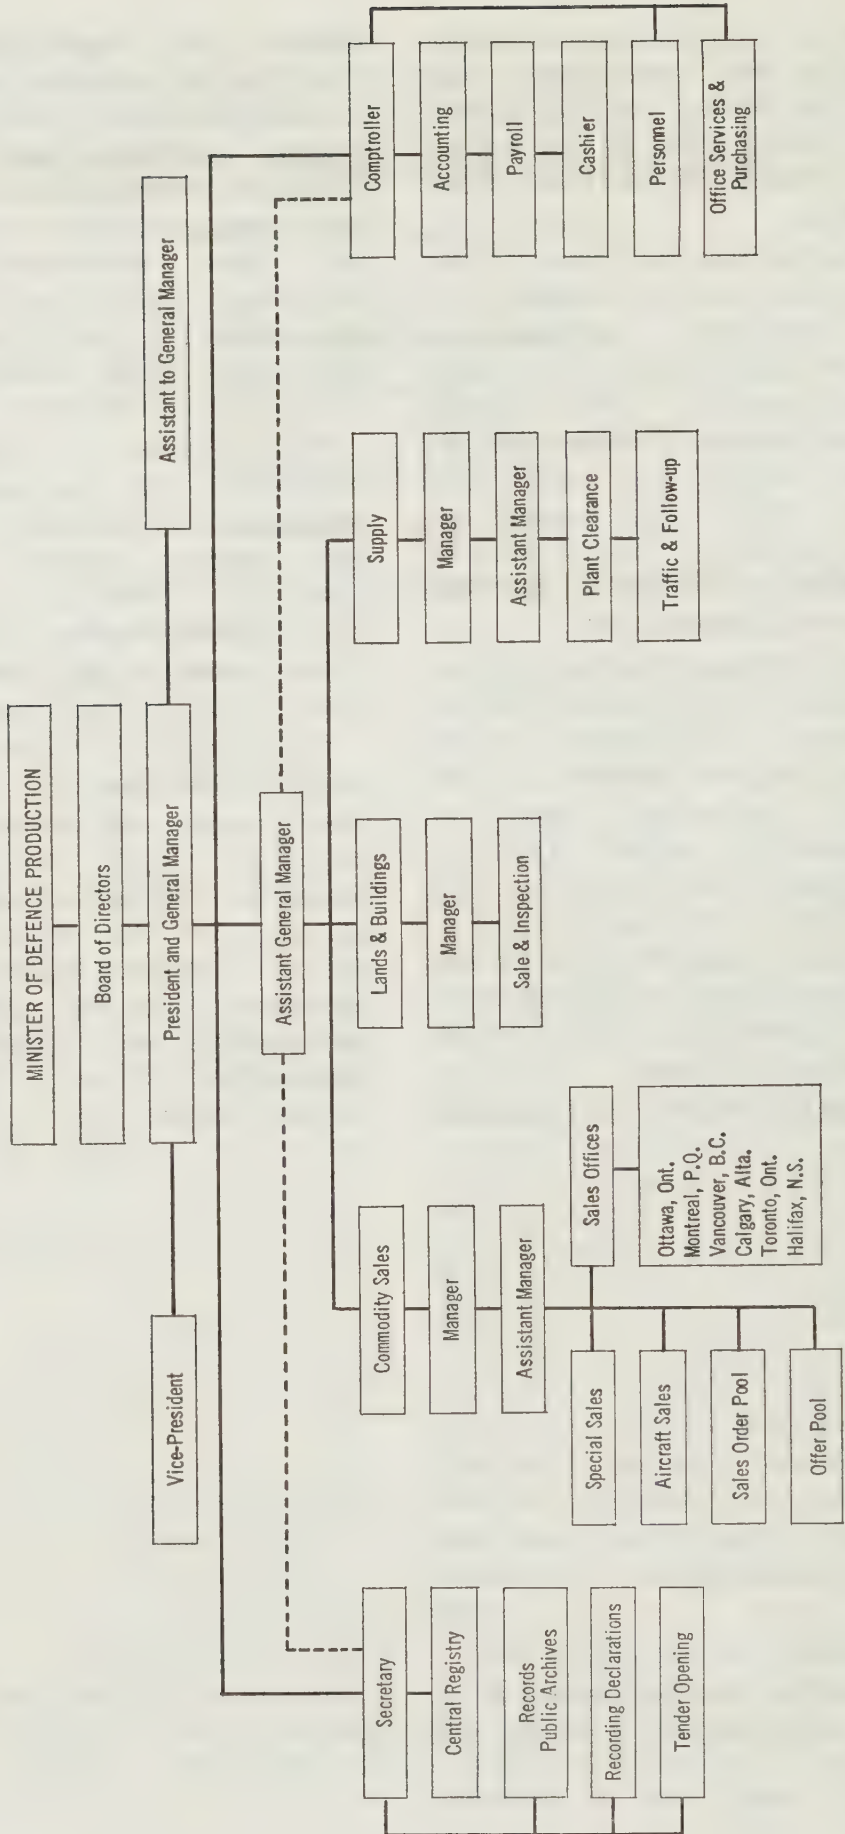 MINISTER OF DEFENCE PRODUCTION
Board of Directors
Vice-President
President and General Manager
Assistant to General Manager
Assistant General Manager
Secretary
Central Registry
Records
Public Archives
Recording Declarations
Tender Opening
Commodity Sales
Manager
Assistant Manager
Special Sales
Aircraft Sales
Sales Order Pool
Offer Pool
Sales Offices
Ottawa, Ont.
Montreal, P.Q.
Vancouver, B.C.
Calgary, Alta.
Toronto, Ont.
Halifax, N.S.
Lands & Buildings
Manager
Sale & Inspection
Supply
Manager
Assistant Manager
Plant Clearance
Traffic & Follow-up
Comptroller
Accounting
Payroll
Cashier
Personnel
Office Services &
Purchasing